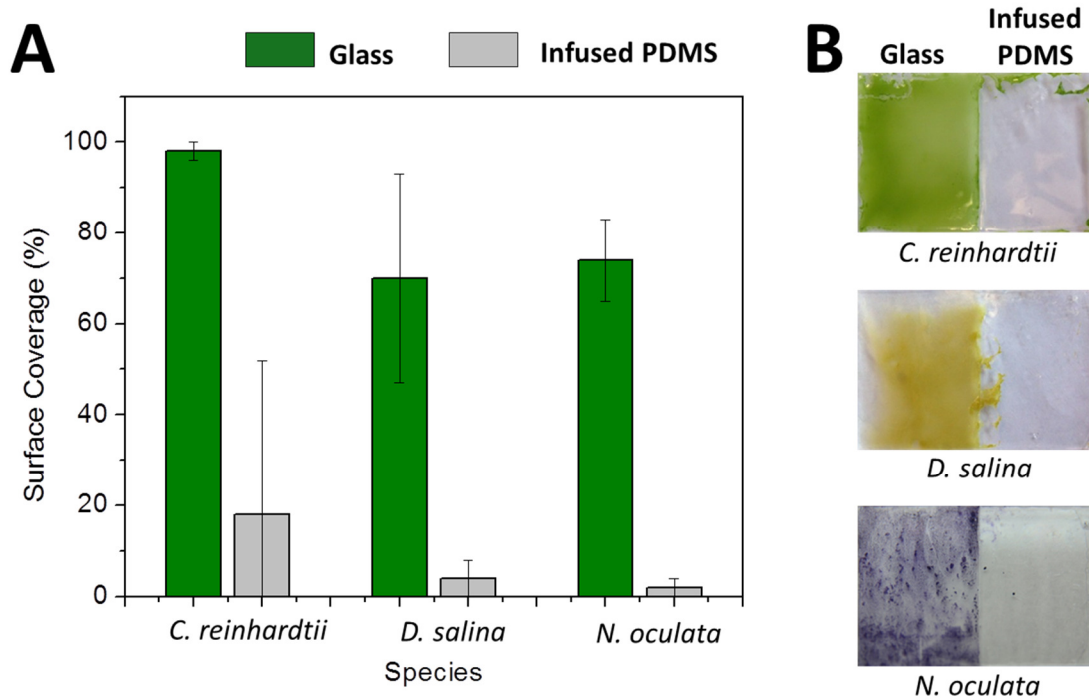 A
Glass
Infused PDMS
Surface Coverage (%)
100
80
60
40
20
0
C. reinhardtii
D. salina
N. oculata
Species
B
Glass
Infused
PDMS
C. reinhardtii
D. salina
N. oculata